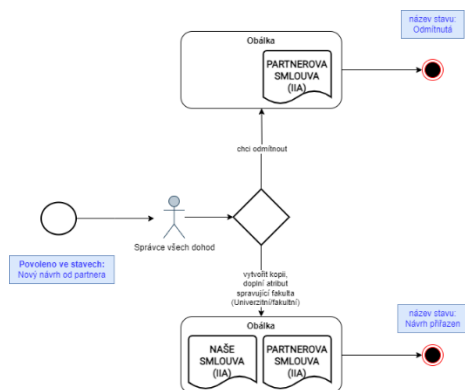 název stavu:
Odmítnutá
Obálka
PARTNEROVA
SMLOUVA
(IIA)
chci odmítnout
Povoleno ve stavech:
Nový návrh od partnera
Správce všech dohod
vytvořit kopii,
doplní atribut
spravující fakulta
(Univerzitní/fakultní)
Obálka
NAŠE
SMLOUVA
(IIA)
PARTNEROVA
SMLOUVA
(IIA)
název stavu:
Návrh přiřazen